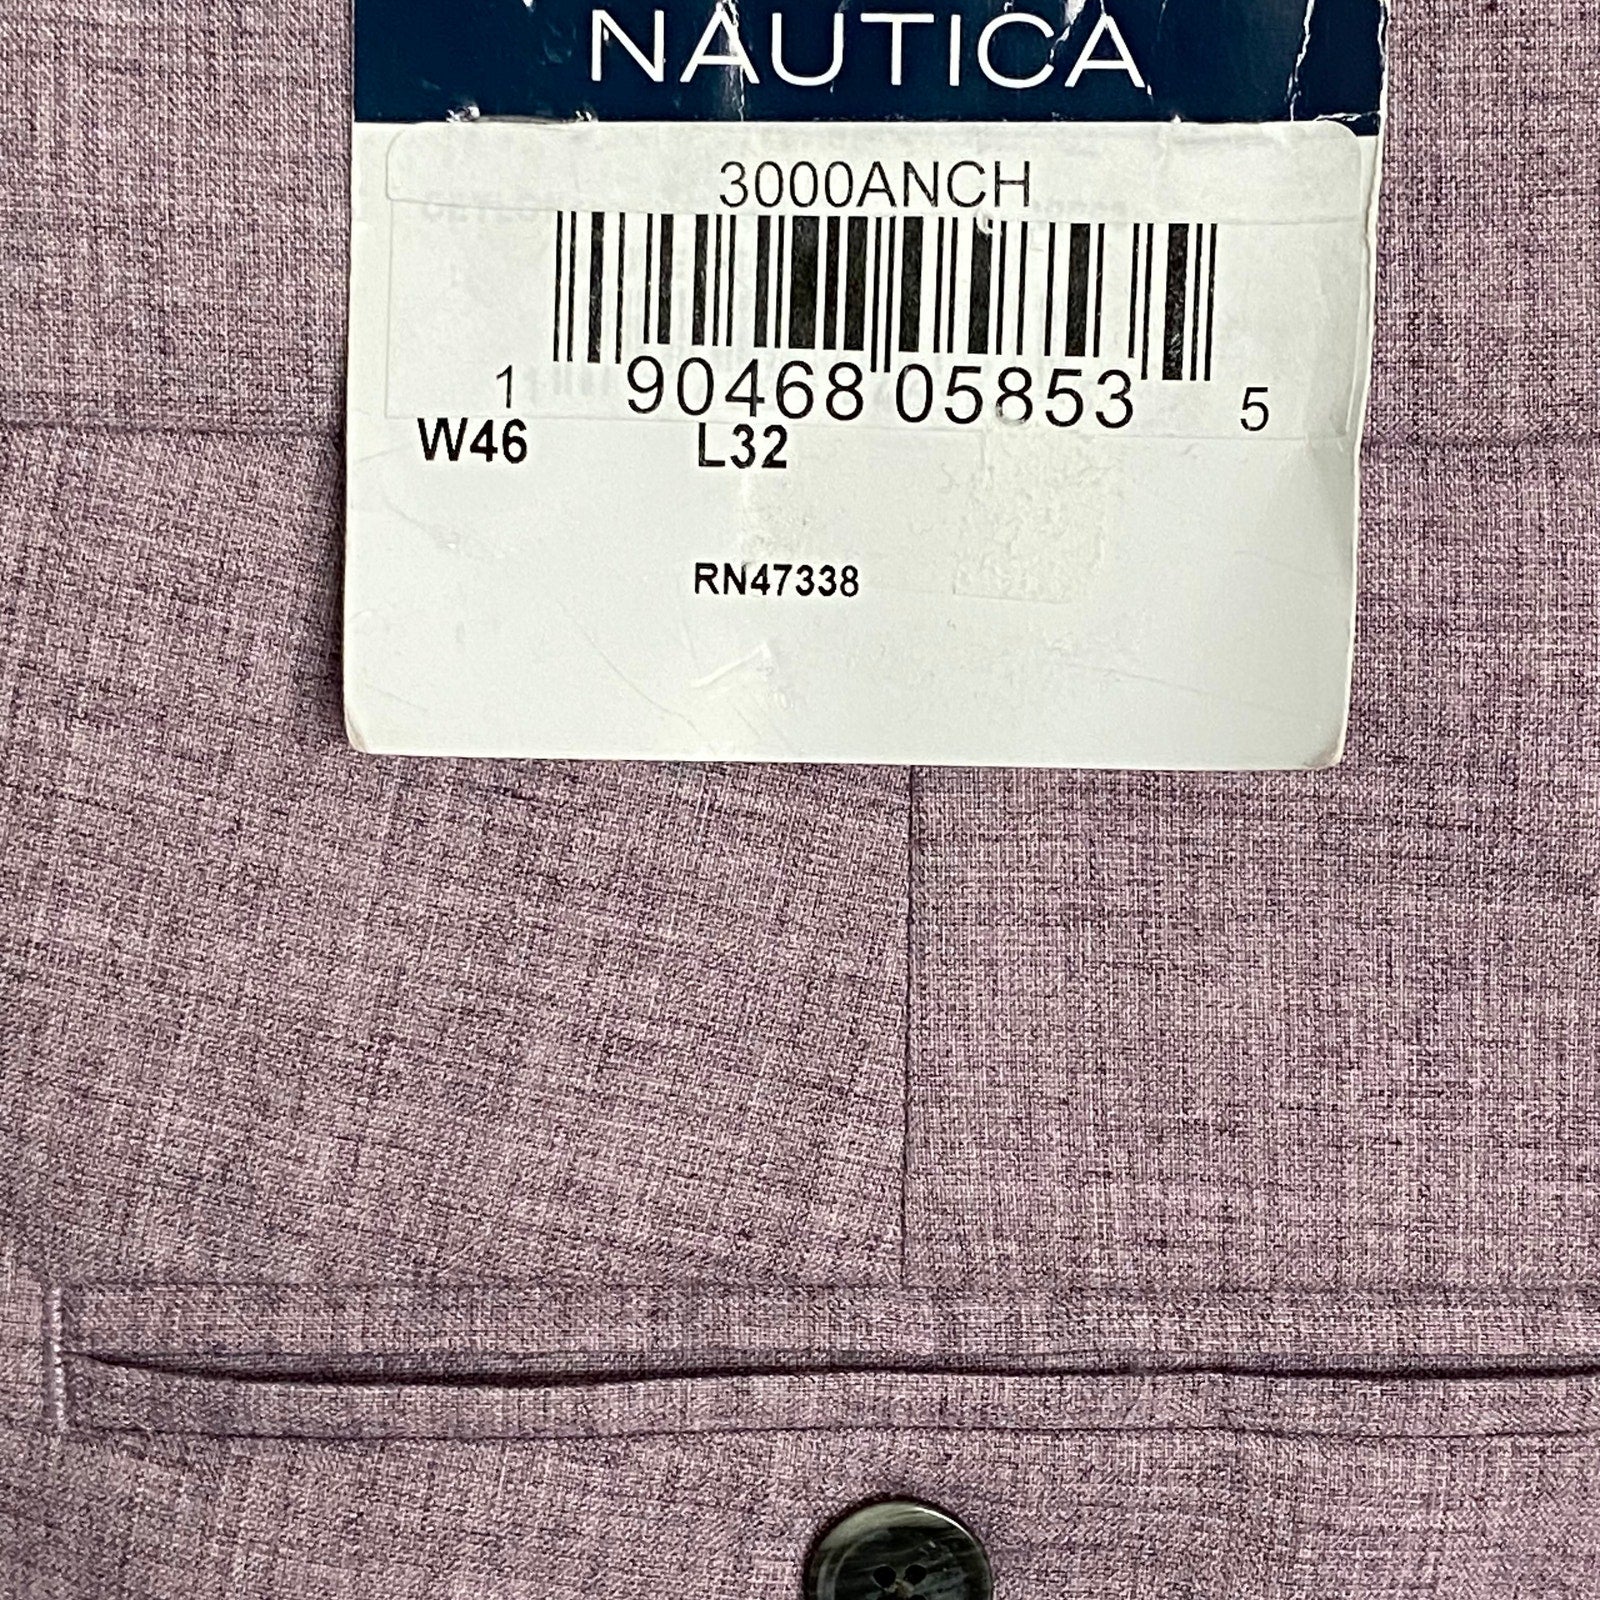 NAUTICA
3000ANCH
1 90468 05853 5
W46 L32
RN47338